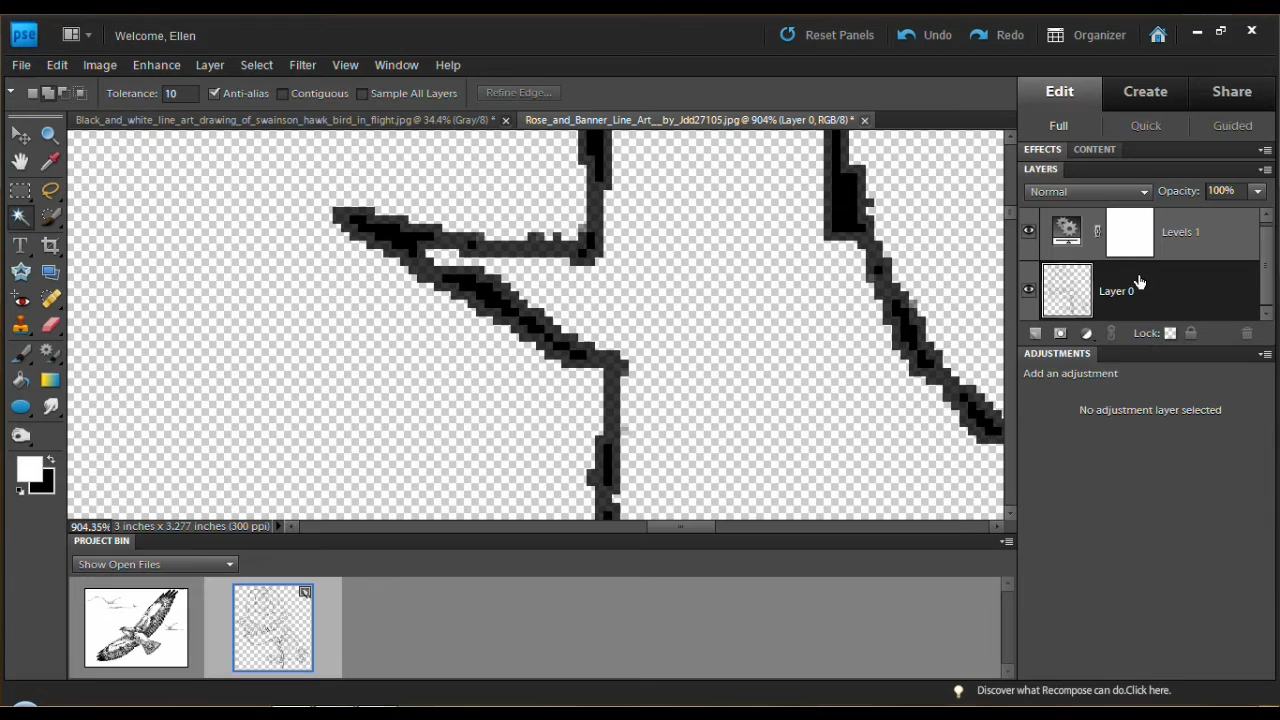 pse Welcome, Ellen Reset Panels Undo Redo Organizer
File Edit Image Enhance Layer Select Filter View Window Help
Tolerance: 10 Anti-alias Contiguous Sample All Layers Refine Edge...
Edit Create Share
Black_and_white_line_art_drawing_of_swainson_hawk_bird_in_flight.jpg @ 34.4% (Gray/8) * Rose_and_Banner_Line_Art__by_Jdd27105.jpg @ 904% (Layer 0, RGB/8) *
Full Quick Guided
EFFECTS CONTENT
LAYERS
Normal Opacity: 100%
Levels 1
Layer 0
Lock:
ADJUSTMENTS
Add an adjustment
No adjustment layer selected
904.35% 3 inches x 3.277 inches (300 ppi)
PROJECT BIN
Show Open Files
Discover what Recompose can do.Click here.